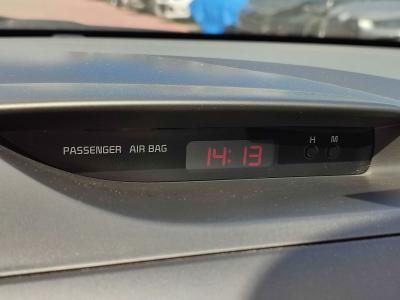 PASSENGER AIR BAG 14:13 H M